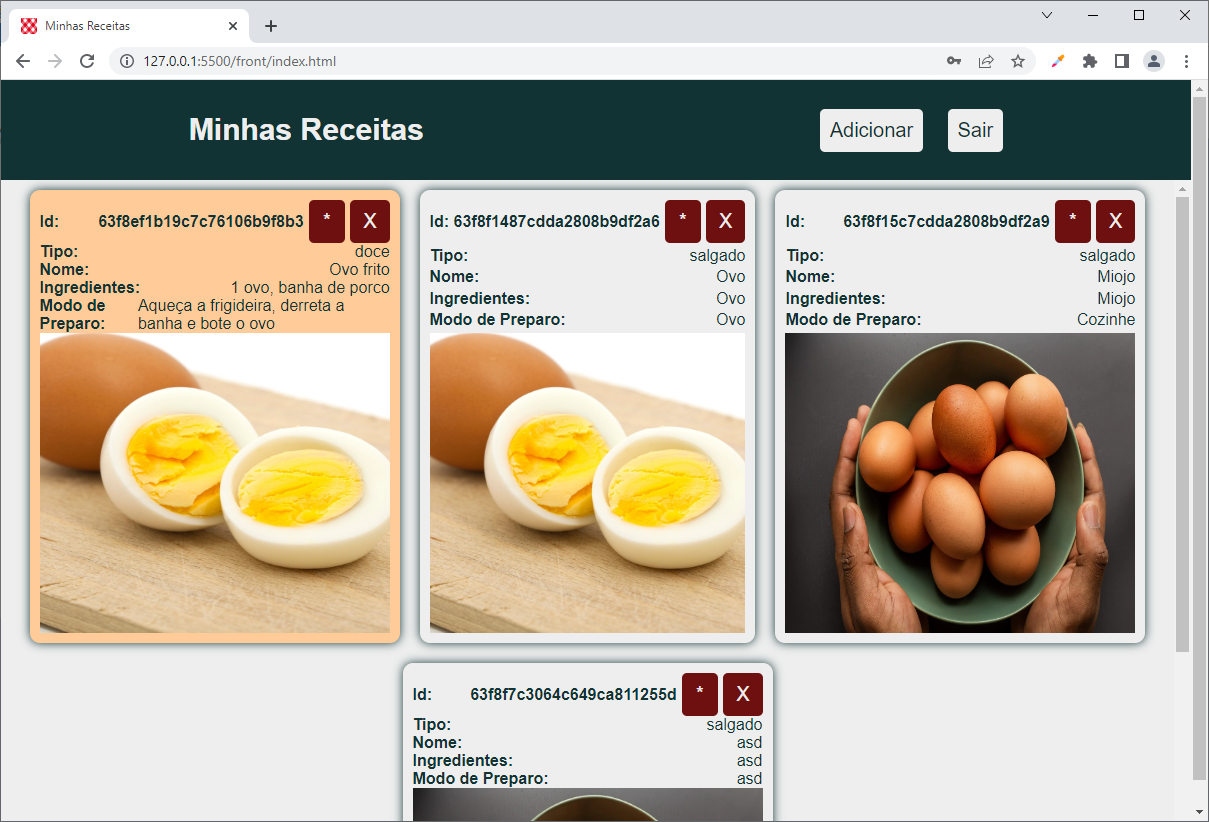 Minhas Receitas
127.0.0.1:5500/front/index.html
Minhas Receitas
Adicionar
Sair
Id: 63f8ef1b19c7c76106b9f8b3 * X
Tipo: doce
Nome: Ovo frito
Ingredientes: 1 ovo, banha de porco
Modo de Preparo: Aqueça a frigideira, derreta a
banha e bote o ovo
Id: 63f8f1487cdda2808b9df2a6 * X
Tipo: salgado
Nome: Ovo
Ingredientes: Ovo
Modo de Preparo: Ovo
Id: 63f8f15c7cdda2808b9df2a9 * X
Tipo: salgado
Nome: Miojo
Ingredientes: Miojo
Modo de Preparo: Cozinhe
Id: 63f8f7c3064c649ca811255d * X
Tipo: salgado
Nome: asd
Ingredientes: asd
Modo de Preparo: asd